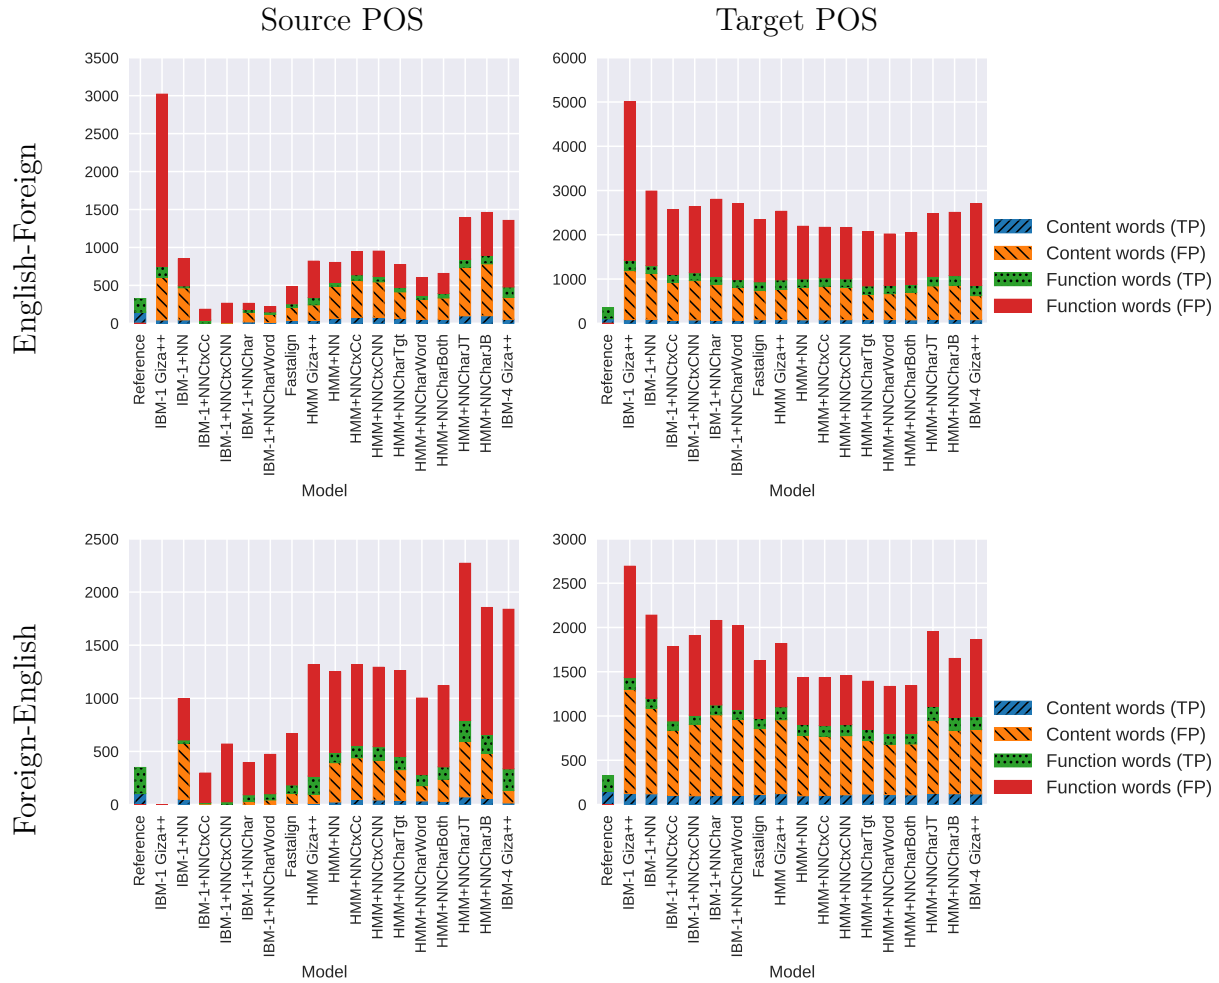 Source POS
Target POS
English-Foreign
3500
3000
2500
2000
1500
1000
500
0
Reference
IBM-1 Giza++
IBM-1+NN
IBM-1+NNCtxCc
IBM-1+NNCtxCNN
IBM-1+NNChar
IBM-1+NNCharWord
Fastalign
HMM Giza++
HMM+NN
HMM+NNCtxCc
HMM+NNCtxCNN
HMM+NNCharTgt
HMM+NNCharWord
HMM+NNCharBoth
HMM+NNCharJT
HMM+NNCharJB
IBM-4 Giza++
Model
6000
5000
4000
3000
2000
1000
0
Reference
IBM-1 Giza++
IBM-1+NN
IBM-1+NNCtxCc
IBM-1+NNCtxCNN
IBM-1+NNChar
IBM-1+NNCharWord
Fastalign
HMM Giza++
HMM+NN
HMM+NNCtxCc
HMM+NNCtxCNN
HMM+NNCharTgt
HMM+NNCharWord
HMM+NNCharBoth
HMM+NNCharJT
HMM+NNCharJB
IBM-4 Giza++
Model
Content words (TP)
Content words (FP)
Function words (TP)
Function words (FP)
Foreign-English
2500
2000
1500
1000
500
0
Reference
IBM-1 Giza++
IBM-1+NN
IBM-1+NNCtxCc
IBM-1+NNCtxCNN
IBM-1+NNChar
IBM-1+NNCharWord
Fastalign
HMM Giza++
HMM+NN
HMM+NNCtxCc
HMM+NNCtxCNN
HMM+NNCharTgt
HMM+NNCharWord
HMM+NNCharBoth
HMM+NNCharJT
HMM+NNCharJB
IBM-4 Giza++
Model
3000
2500
2000
1500
1000
500
0
Reference
IBM-1 Giza++
IBM-1+NN
IBM-1+NNCtxCc
IBM-1+NNCtxCNN
IBM-1+NNChar
IBM-1+NNCharWord
Fastalign
HMM Giza++
HMM+NN
HMM+NNCtxCc
HMM+NNCtxCNN
HMM+NNCharTgt
HMM+NNCharWord
HMM+NNCharBoth
HMM+NNCharJT
HMM+NNCharJB
IBM-4 Giza++
Model
Content words (TP)
Content words (FP)
Function words (TP)
Function words (FP)